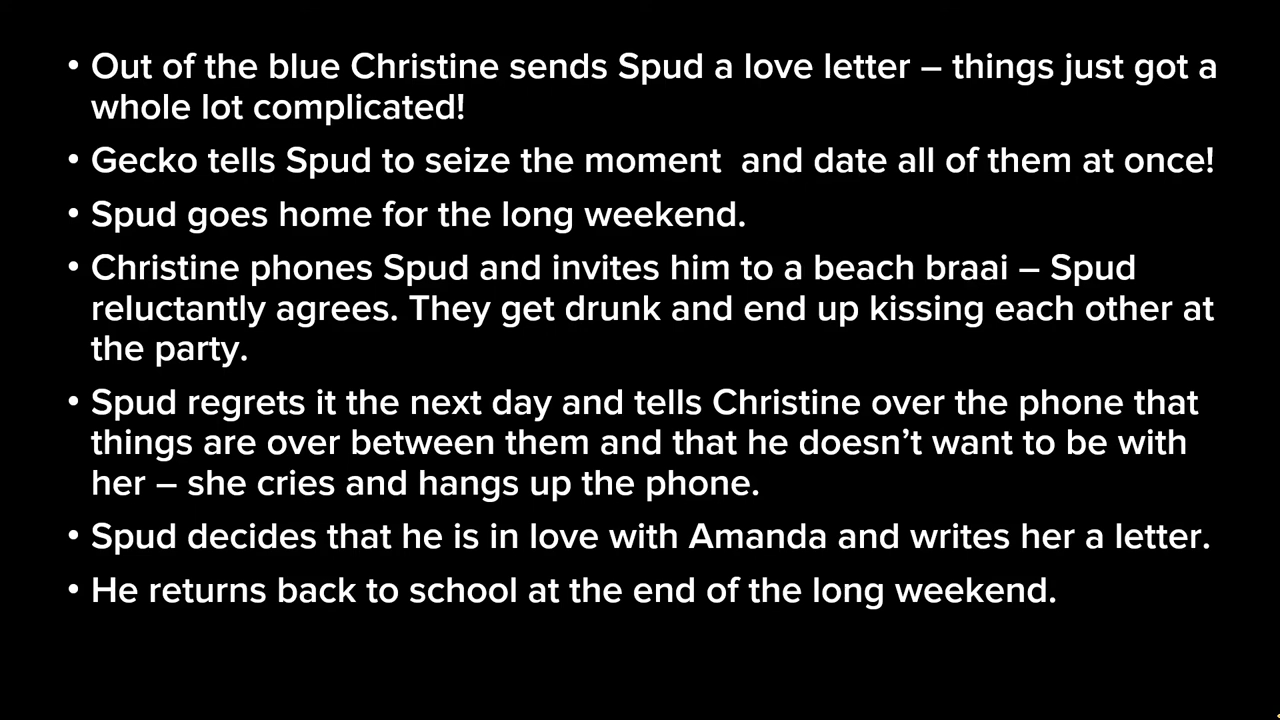 • Out of the blue Christine sends Spud a love letter – things just got a
whole lot complicated!
• Gecko tells Spud to seize the moment  and date all of them at once!
• Spud goes home for the long weekend.
• Christine phones Spud and invites him to a beach braai – Spud
reluctantly agrees. They get drunk and end up kissing each other at
the party.
• Spud regrets it the next day and tells Christine over the phone that
things are over between them and that he doesn’t want to be with
her – she cries and hangs up the phone.
• Spud decides that he is in love with Amanda and writes her a letter.
• He returns back to school at the end of the long weekend.